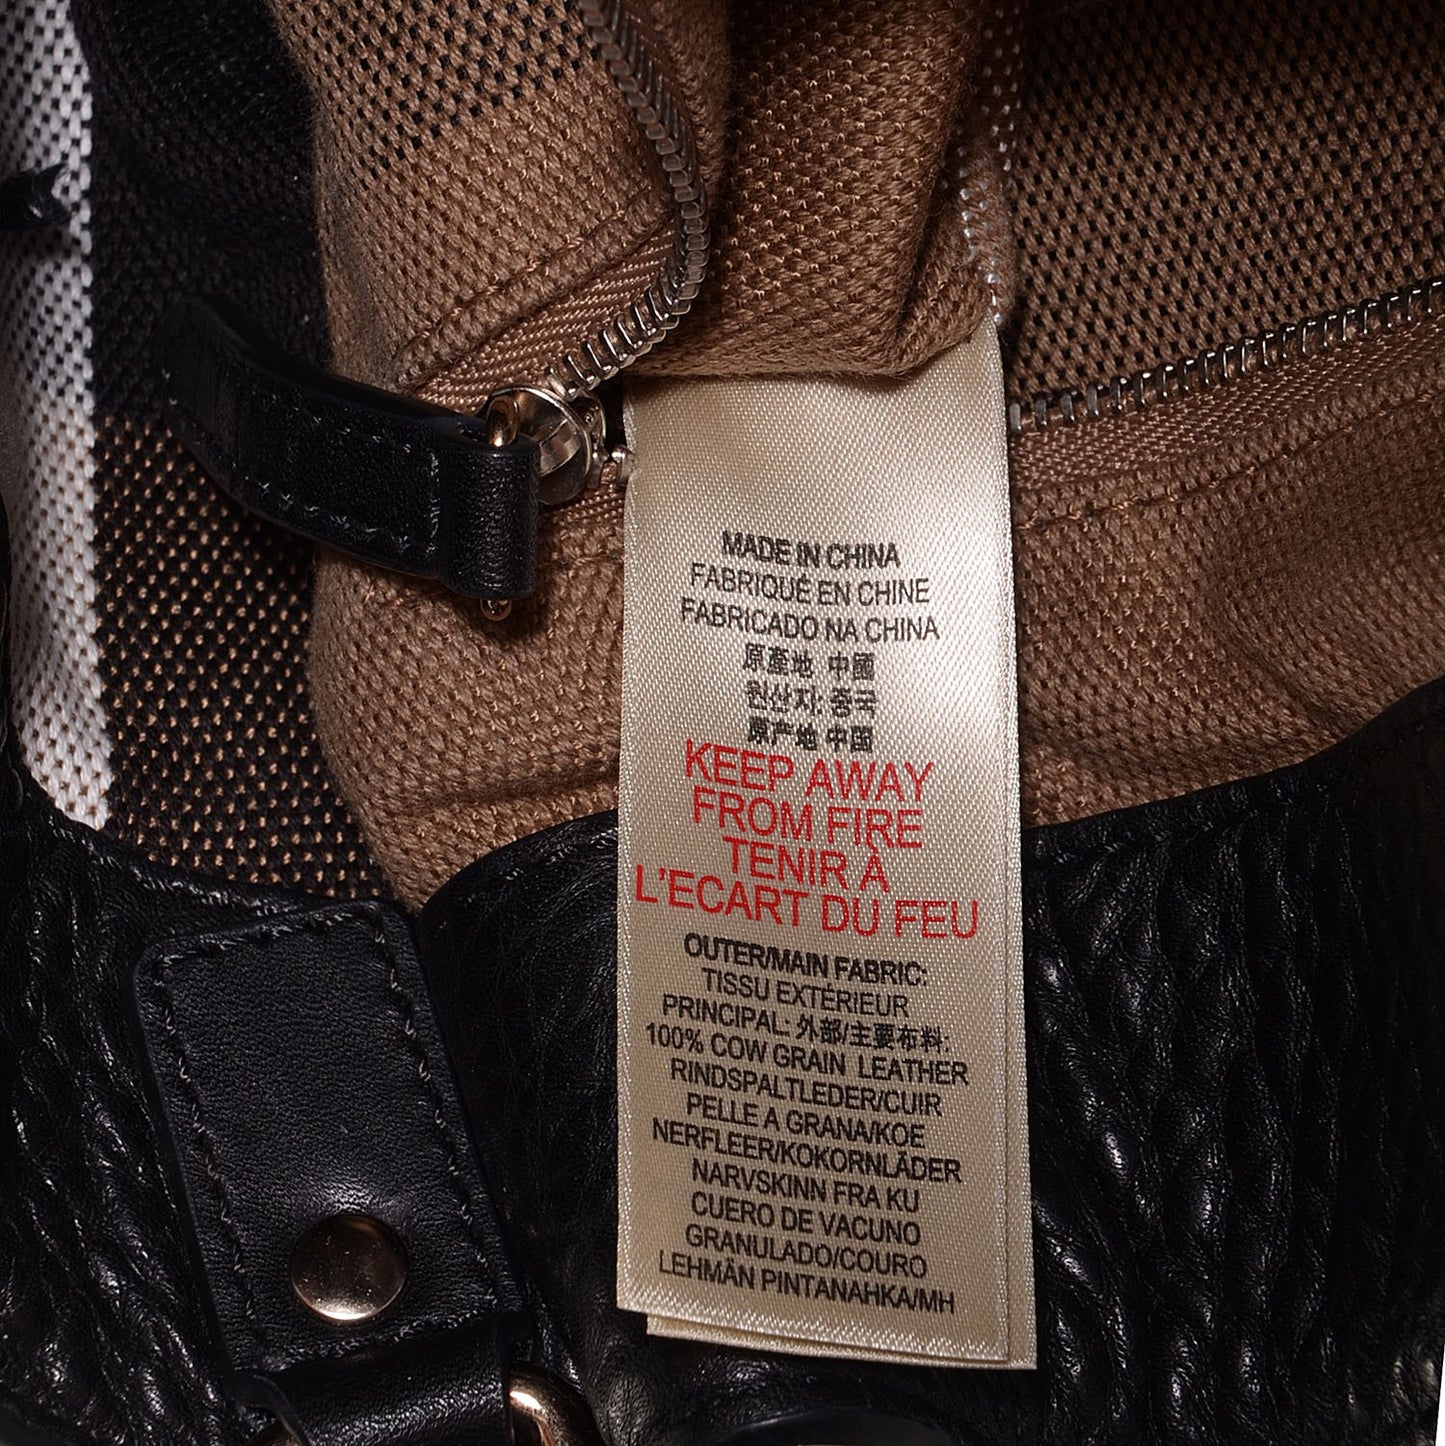 MADE IN CHINA
FABRIQUÉ EN CHINE
FABRICADO NA CHINA
原產地 中國
원산지: 중국
原产地 中国
KEEP AWAY
FROM FIRE
TENIR À
L'ECART DU FEU
OUTER/MAIN FABRIC:
TISSU EXTÉRIEUR
PRINCIPAL: 外部/主要布料:
100% COW GRAIN LEATHER
RINDSPALTLEDER/CUIR
PELLE A GRANA/KOE
NERFLEER/KOKORNLÄDER
NARVSKINN FRA KU
CUERO DE VACUNO
GRANULADO/COURO
LEHMÄN PINTANAHKA/MH